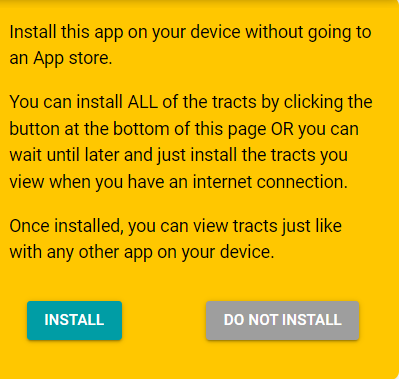 Install this app on your device without going to
an App store.
You can install ALL of the tracts by clicking the
button at the bottom of this page OR you can
wait until later and just install the tracts you
view when you have an internet connection.
Once installed, you can view tracts just like
with any other app on your device.
INSTALL
DO NOT INSTALL